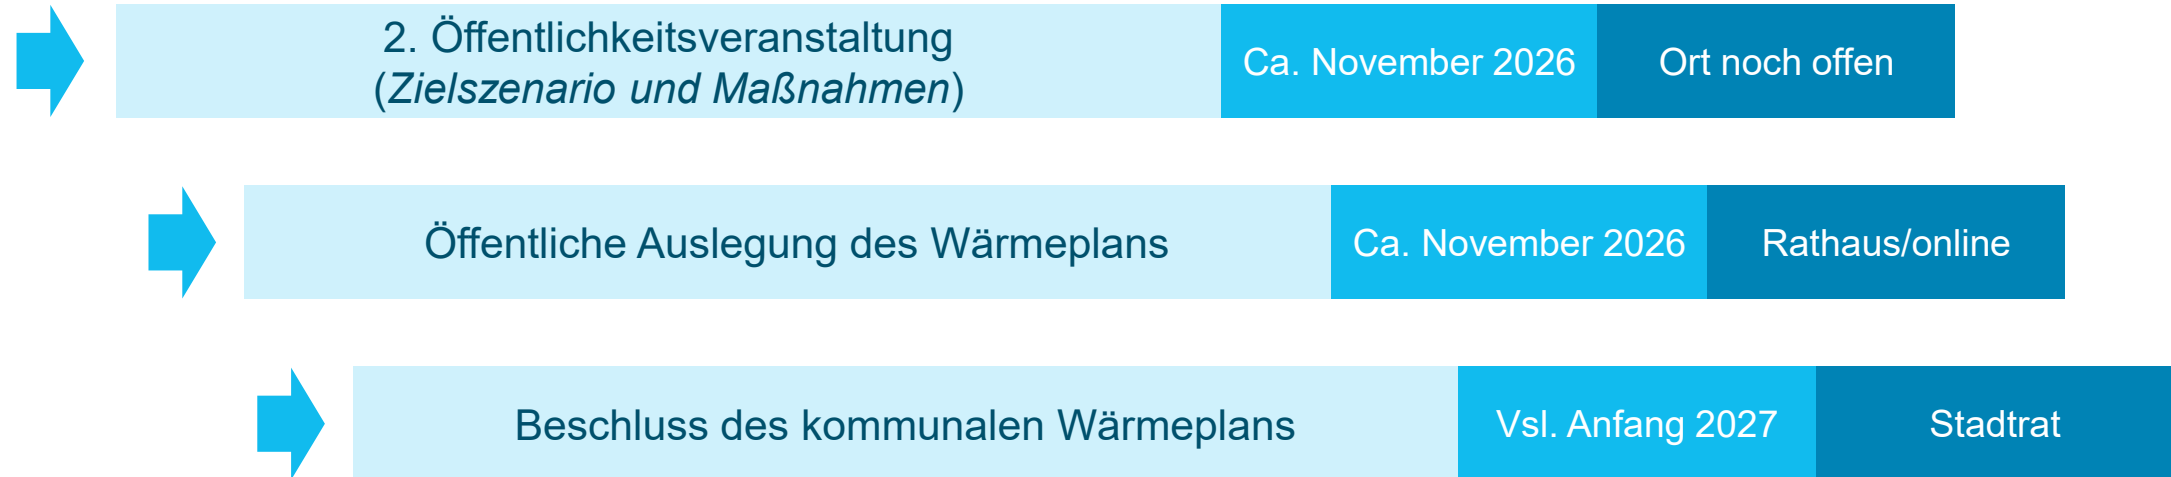 2. Öffentlichkeitsveranstaltung
(Zielszenario und Maßnahmen)
Ca. November 2026
Ort noch offen
Öffentliche Auslegung des Wärmeplans
Ca. November 2026
Rathaus/online
Beschluss des kommunalen Wärmeplans
Vsl. Anfang 2027
Stadtrat